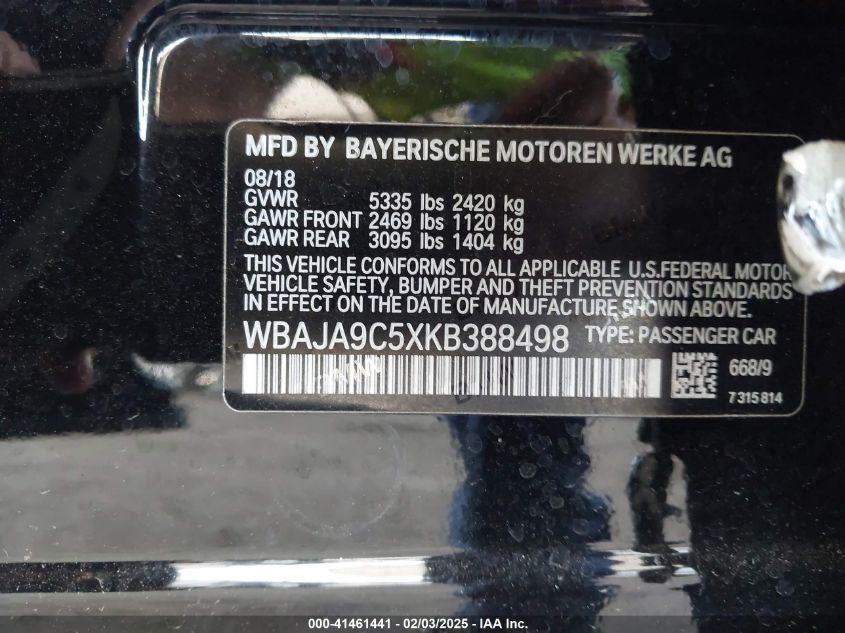 MFD BY BAYERISCHE MOTOREN WERKE AG
08/18
GVWR 5335 lbs 2420 kg
GAWR FRONT 2469 lbs 1120 kg
GAWR REAR 3095 lbs 1404 kg
THIS VEHICLE CONFORMS TO ALL APPLICABLE U.S.FEDERAL MOTOR
VEHICLE SAFETY, BUMPER AND THEFT PREVENTION STANDARDS
IN EFFECT ON THE DATE OF MANUFACTURE SHOWN ABOVE.
WBAJA9C5XKB388498 TYPE: PASSENGER CAR
668/9
7315814
000-41461441 - 02/03/2025 - IAA Inc.